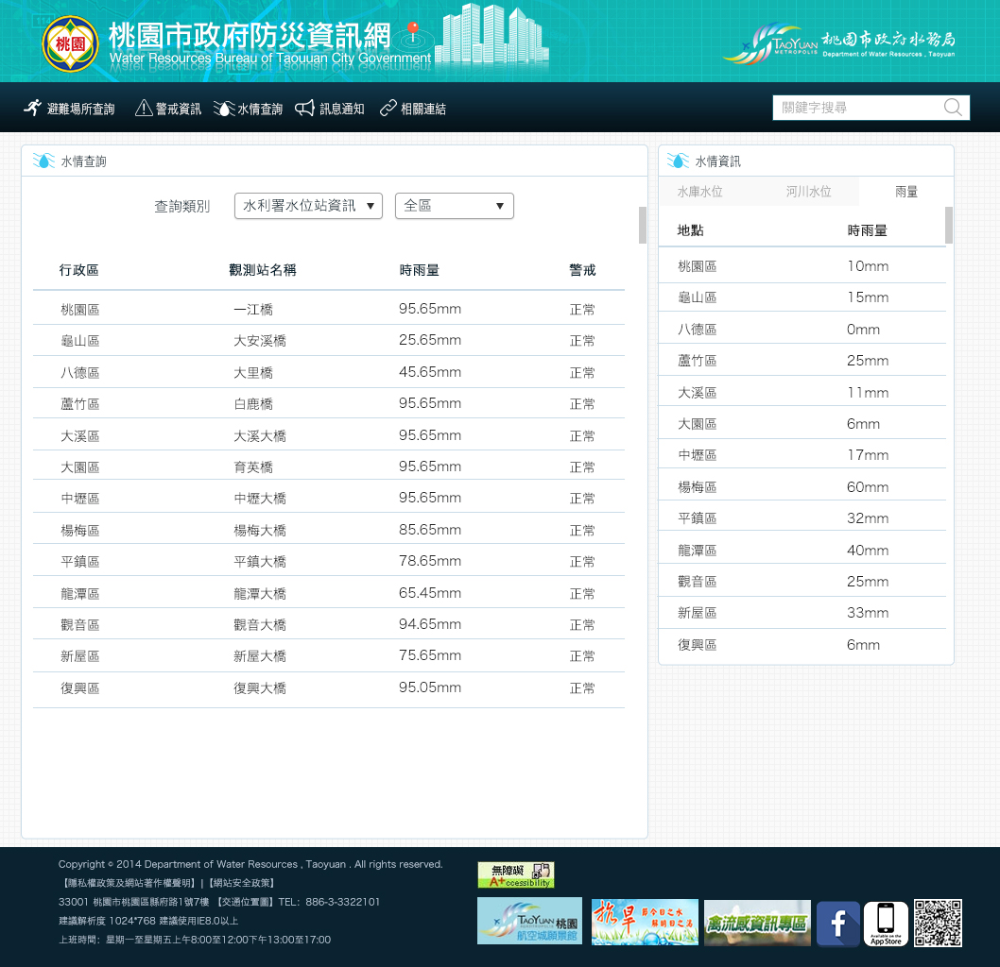 桃園
桃園市政府防災資訊網
Water Resources Bureau of Taouuan City Government
TAOYUAN
METROPOLIS
桃園市政府水務局
Department of Water Resources , Taoyuan
避難場所查詢 警戒資訊 水情查詢 訊息通知 相關連結
關鍵字搜尋
水情查詢
查詢類別 水利署水位站資訊 ▼ 全區 ▼
行政區 觀測站名稱 時雨量 警戒
桃園區 一江橋 95.65mm 正常
龜山區 大安溪橋 25.65mm 正常
八德區 大里橋 45.65mm 正常
蘆竹區 白鹿橋 95.65mm 正常
大溪區 大溪大橋 95.65mm 正常
大園區 育英橋 95.65mm 正常
中壢區 中壢大橋 95.65mm 正常
楊梅區 楊梅大橋 85.65mm 正常
平鎮區 平鎮大橋 78.65mm 正常
龍潭區 龍潭大橋 65.45mm 正常
觀音區 觀音大橋 94.65mm 正常
新屋區 新屋大橋 75.65mm 正常
復興區 復興大橋 95.05mm 正常
水情資訊
水庫水位 河川水位 雨量
地點 時雨量
桃園區 10mm
龜山區 15mm
八德區 0mm
蘆竹區 25mm
大溪區 11mm
大園區 6mm
中壢區 17mm
楊梅區 60mm
平鎮區 32mm
龍潭區 40mm
觀音區 25mm
新屋區 33mm
復興區 6mm
Copyright © 2014 Department of Water Resources , Taoyuan . All rights reserved.
【隱私權政策及網站著作權聲明】|【網站安全政策】
33001 桃園市桃園區縣府路1號7樓 【交通位置圖】TEL：886-3-3322101
建議解析度 1024*768 建議使用IE8.0以上
上班時間：星期一至星期五上午8:00至12:00下午13:00至17:00
無障礙
A+ccessibility
TAOYUAN 桃園
航空城願景館
抗旱 節今日之水
解明日之渴
禽流感資訊專區
f
Available on the
App Store